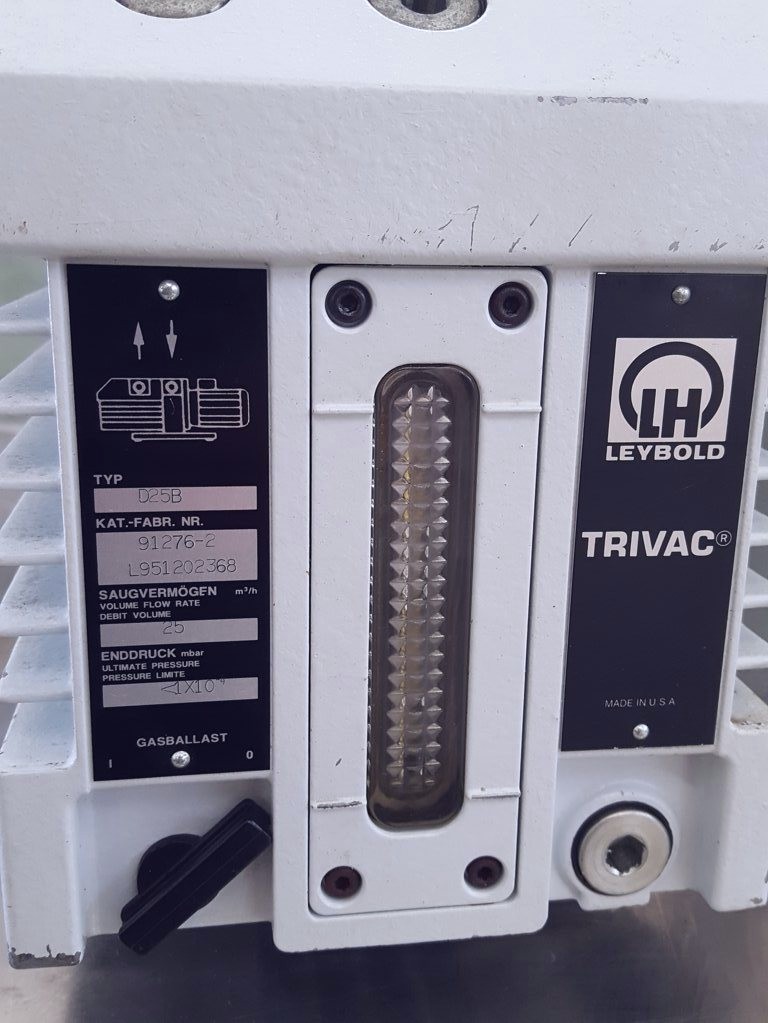 TYP
D25B
KAT.-FABR. NR.
91276-2
L951202368
SAUGVERMÖGEN m³/h
VOLUME FLOW RATE
DEBIT VOLUME
25
ENDDRUCK mbar
ULTIMATE PRESSURE
PRESSURE LIMITE
<1X10⁻⁴
GASBALLAST
I 0
LH
LEYBOLD
TRIVAC®
MADE IN U S A